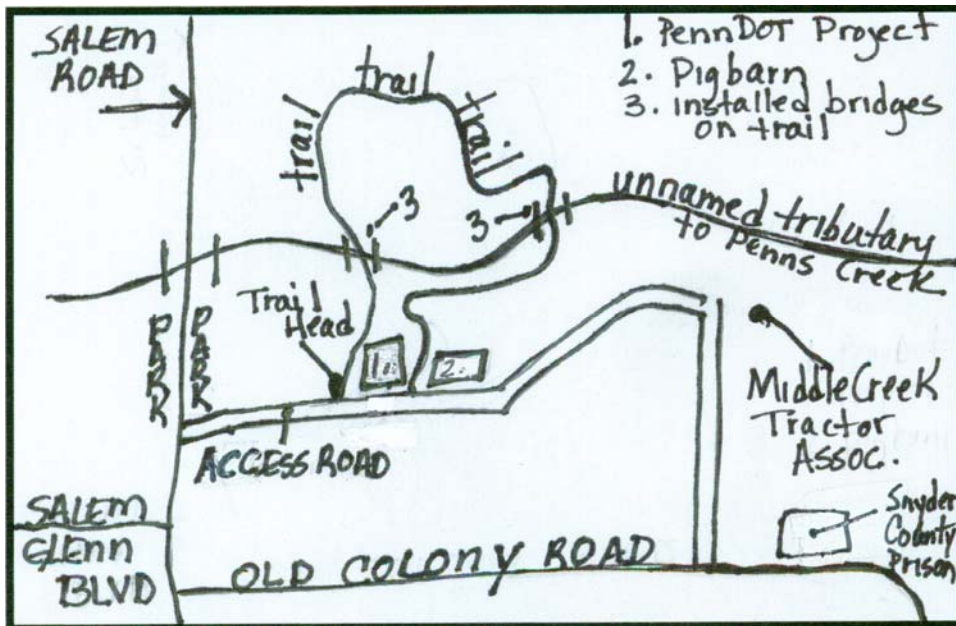 SALEM
ROAD
1. PennDOT Project
2. Pigbarn
3. installed bridges
on trail
trail
trail
trail
3
3
unnamed tributary
to Penns Creek
Trail
Head
PARK
PARK
1.
2.
Middle Creek
Tractor
Assoc.
ACCESS ROAD
SALEM
GLENN
BLVD
OLD COLONY ROAD
Snyder
County
Prison